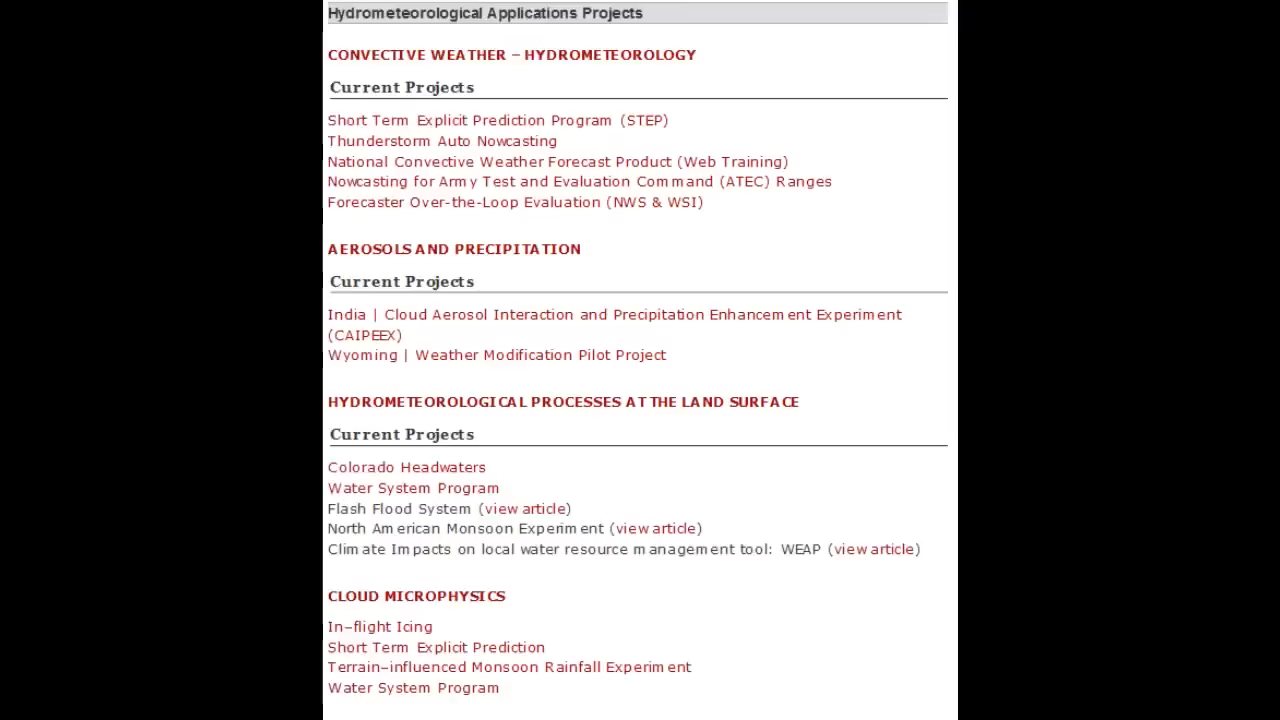 Hydrometeorological Applications Projects
CONVECTIVE WEATHER – HYDROMETEOROLOGY
Current Projects
Short Term Explicit Prediction Program (STEP)
Thunderstorm Auto Nowcasting
National Convective Weather Forecast Product (Web Training)
Nowcasting for Army Test and Evaluation Command (ATEC) Ranges
Forecaster Over-the-Loop Evaluation (NWS & WSI)
AEROSOLS AND PRECIPITATION
Current Projects
India | Cloud Aerosol Interaction and Precipitation Enhancement Experiment
(CAIPEEX)
Wyoming | Weather Modification Pilot Project
HYDROMETEOROLOGICAL PROCESSES AT THE LAND SURFACE
Current Projects
Colorado Headwaters
Water System Program
Flash Flood System (view article)
North American Monsoon Experiment (view article)
Climate Impacts on local water resource management tool: WEAP (view article)
CLOUD MICROPHYSICS
In–flight Icing
Short Term Explicit Prediction
Terrain–influenced Monsoon Rainfall Experiment
Water System Program